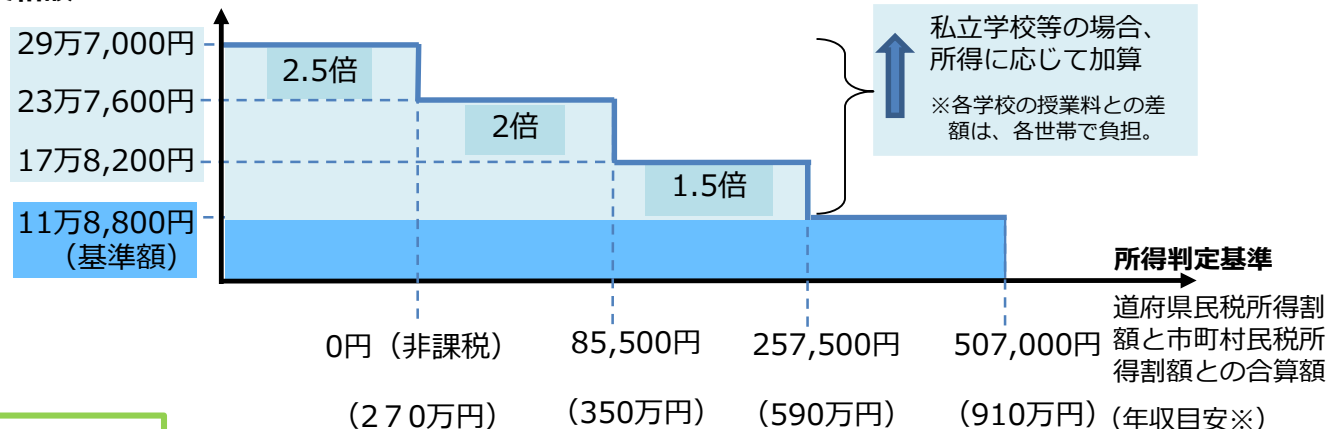 29万7,000円
23万7,600円
17万8,200円
11万8,800円
(基準額)
2.5倍
2倍
1.5倍
私立学校等の場合、
所得に応じて加算
※各学校の授業料との差
額は、各世帯で負担。
所得判定基準
道府県民税所得割
額と市町村民税所
得割額との合算額
0円(非課税)
85,500円
257,500円
507,000円
(270万円)
(350万円)
(590万円)
(910万円)
(年収目安※)